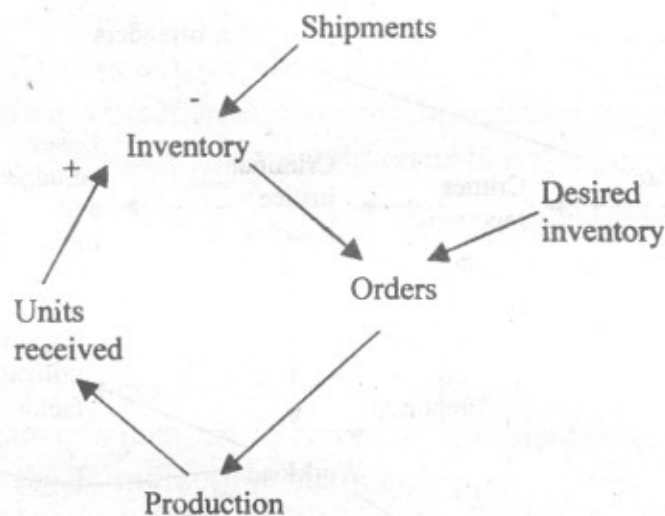 Shipments
-
Inventory
+
Desired
inventory
Orders
Units
received
Production